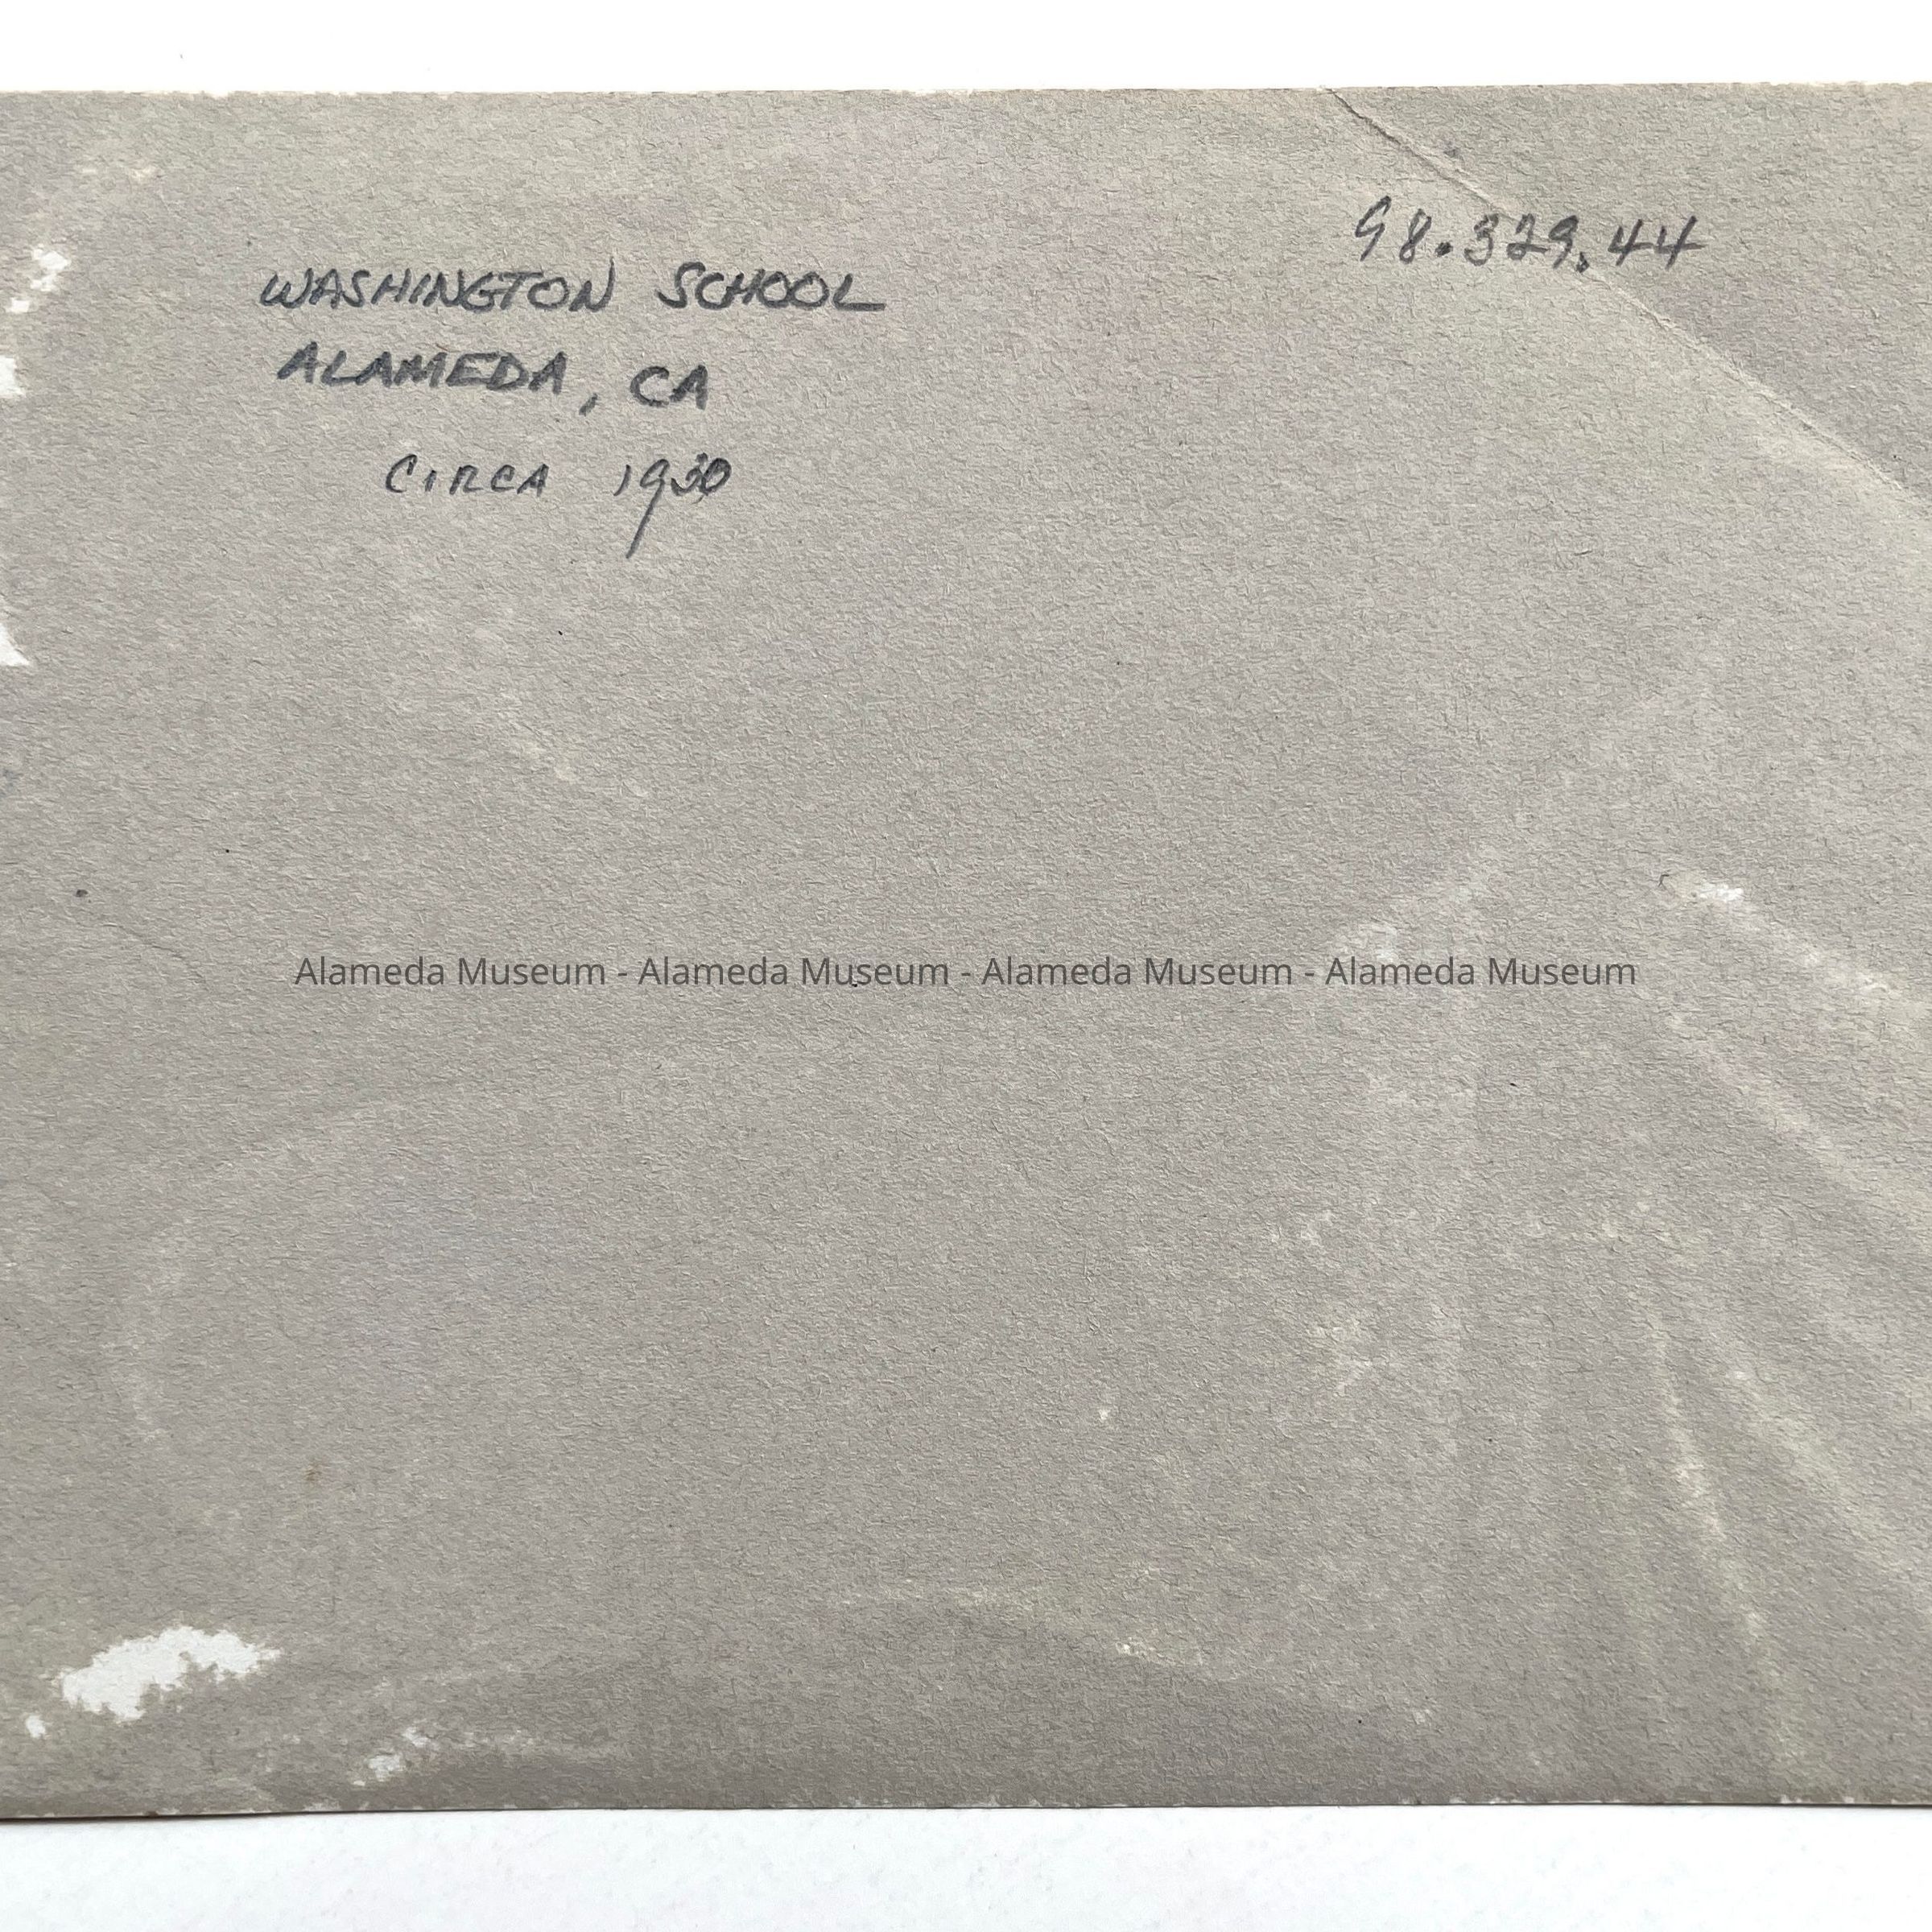 98.329.44
WASHINGTON SCHOOL
ALAMEDA, CA
CIRCA 1930
Alameda Museum - Alameda Museum - Alameda Museum - Alameda Museum